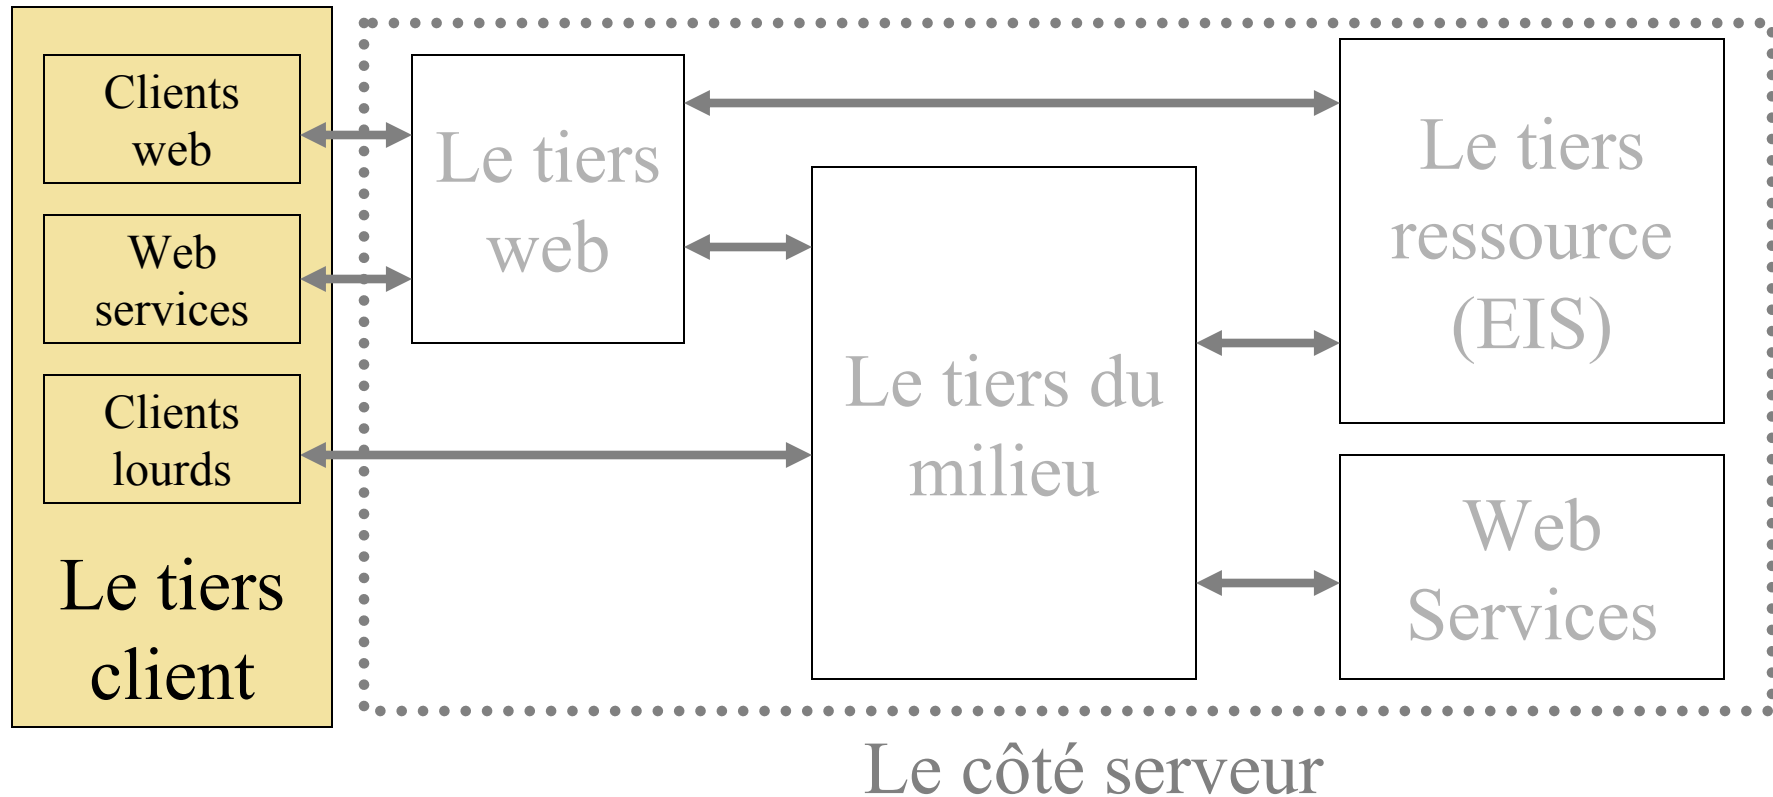 Clients
web
Web
services
Clients
lourds
Le tiers
client
Le tiers
web
Le tiers du
milieu
Le tiers
ressource
(EIS)
Web
Services
Le côté serveur